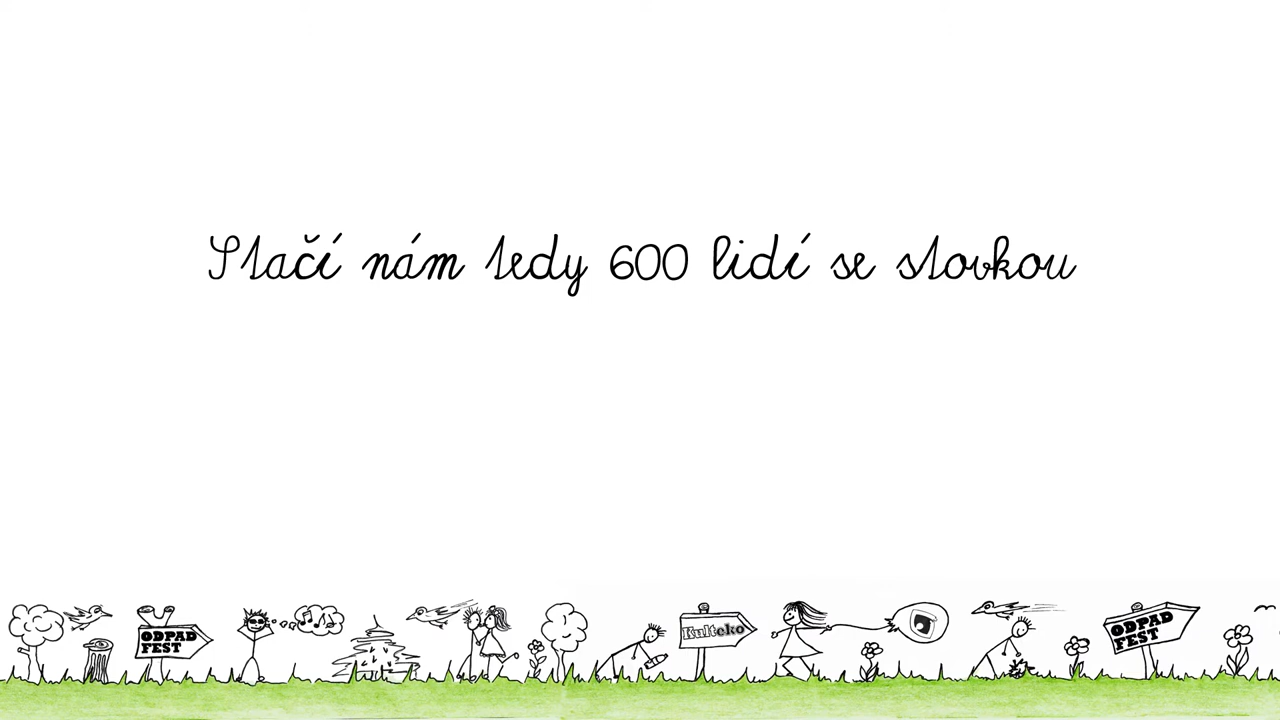 Stačí nám tedy 600 lidí se stovkou
ODPAD
FEST
Kulteko
ODPAD
FEST